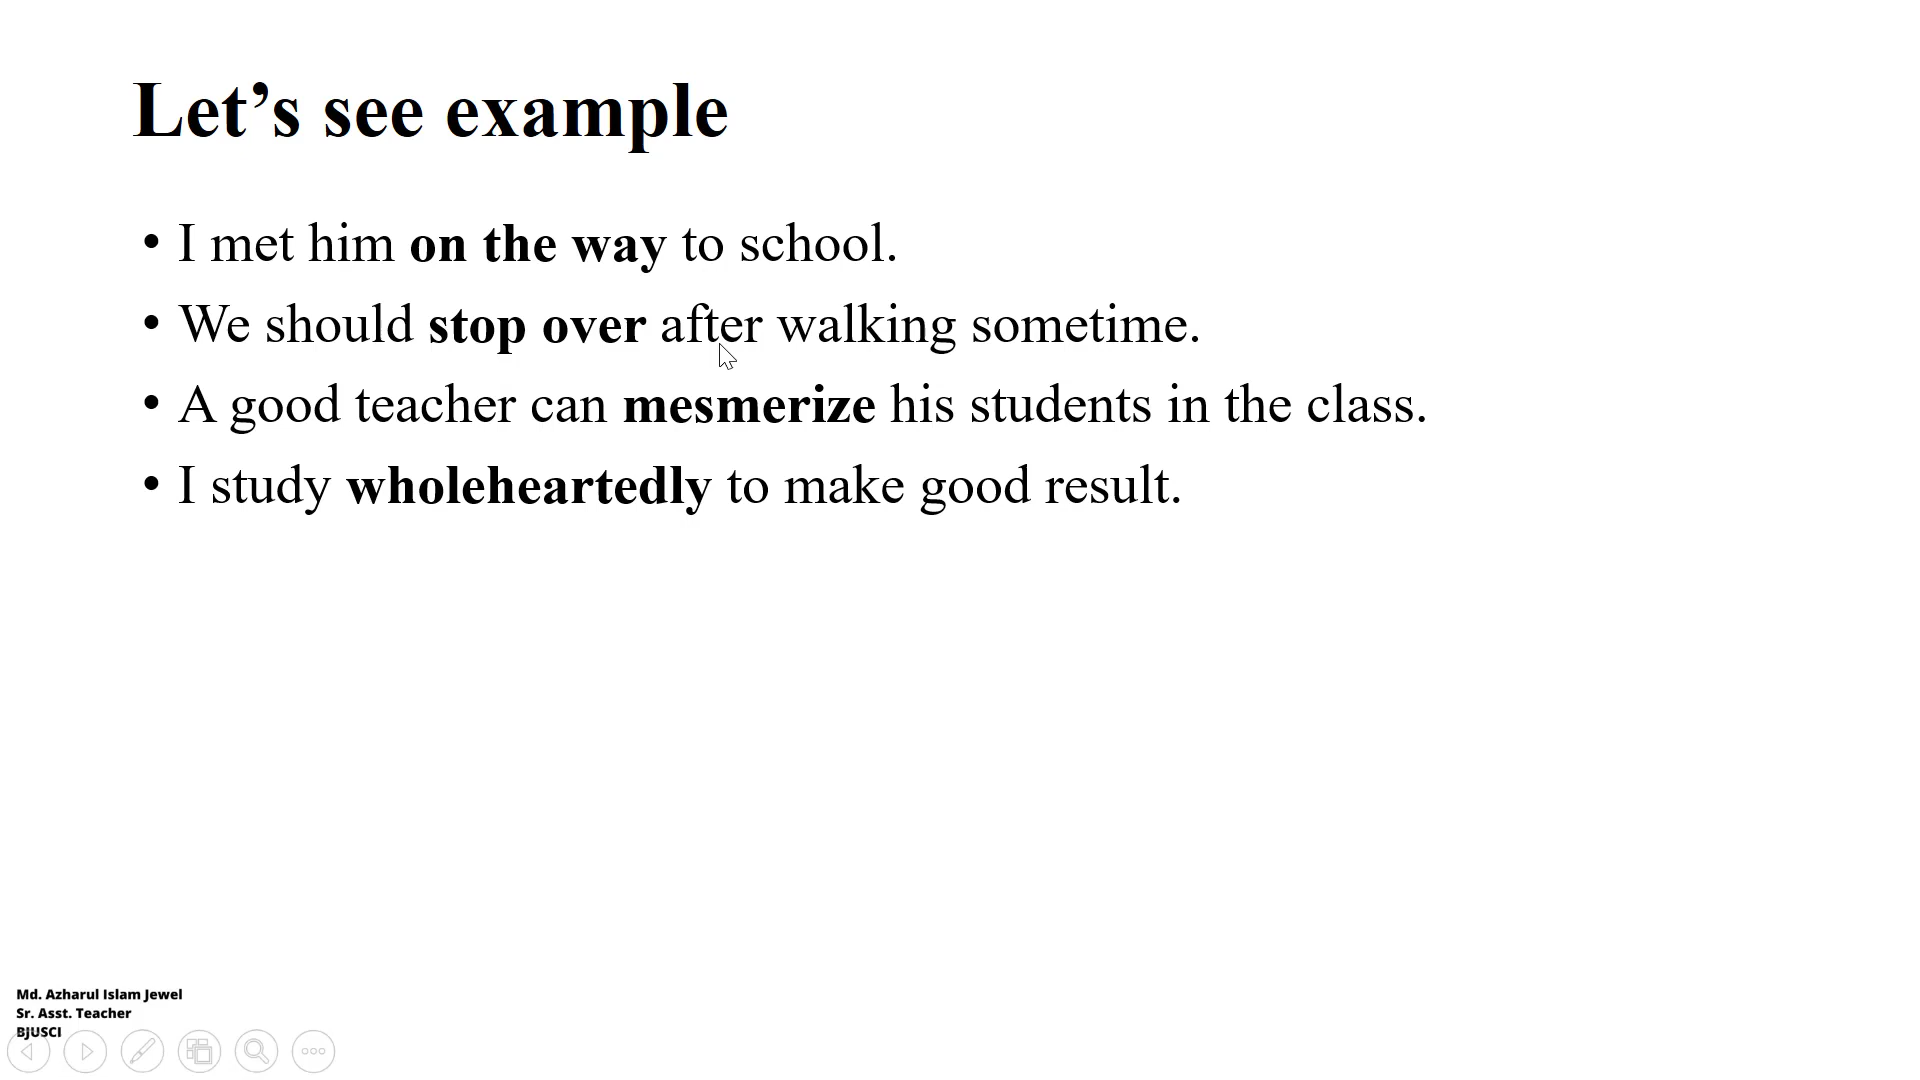 Let’s see example
• I met him on the way to school.
• We should stop over after walking sometime.
• A good teacher can mesmerize his students in the class.
• I study wholeheartedly to make good result.
Md. Azharul Islam Jewel
Sr. Asst. Teacher
BJUSCI